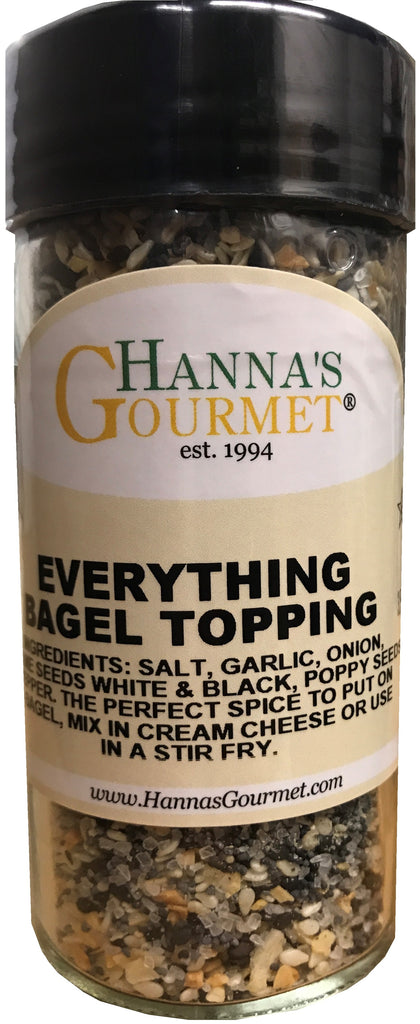 HANNA'S
GOURMET®
est. 1994
EVERYTHING
BAGEL TOPPING
INGREDIENTS: SALT, GARLIC, ONION,
SEEDS WHITE & BLACK, POPPY SEEDS
THE PERFECT SPICE TO PUT ON
BAGEL, MIX IN CREAM CHEESE OR USE
IN A STIR FRY.
www.HannasGourmet.com